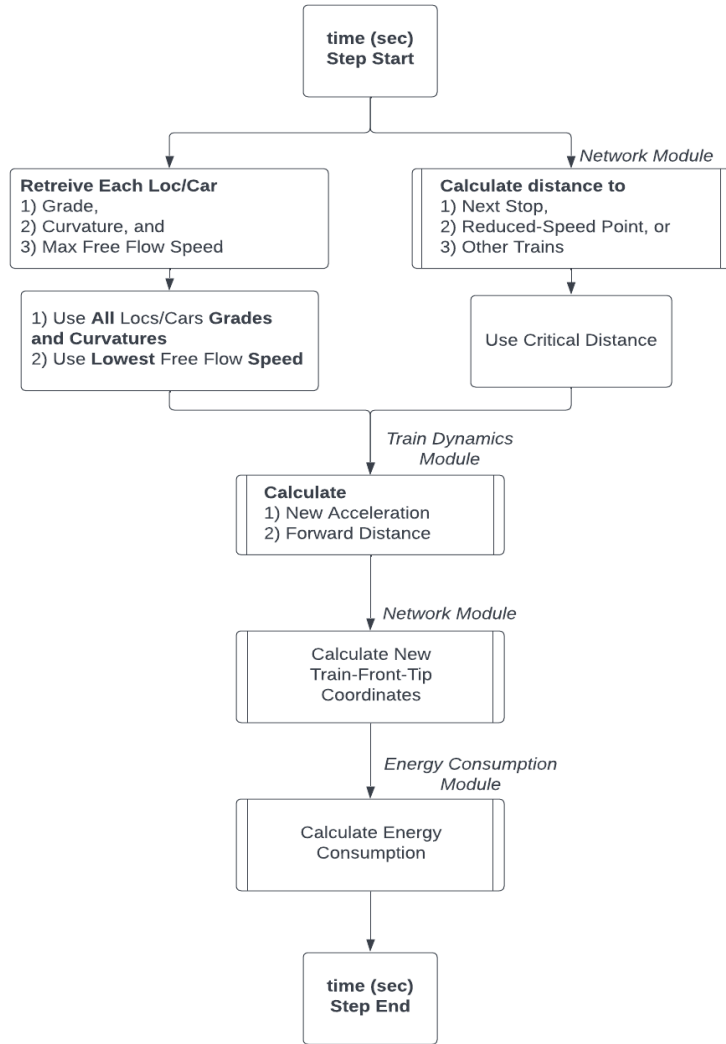 time (sec)
Step Start
Network Module
Retreive Each Loc/Car
1) Grade,
2) Curvature, and
3) Max Free Flow Speed
Calculate distance to
1) Next Stop,
2) Reduced-Speed Point, or
3) Other Trains
1) Use All Locs/Cars Grades
and Curvatures
2) Use Lowest Free Flow Speed
Use Critical Distance
Train Dynamics
Module
Calculate
1) New Acceleration
2) Forward Distance
Network Module
Calculate New
Train-Front-Tip
Coordinates
Energy Consumption
Module
Calculate Energy
Consumption
time (sec)
Step End